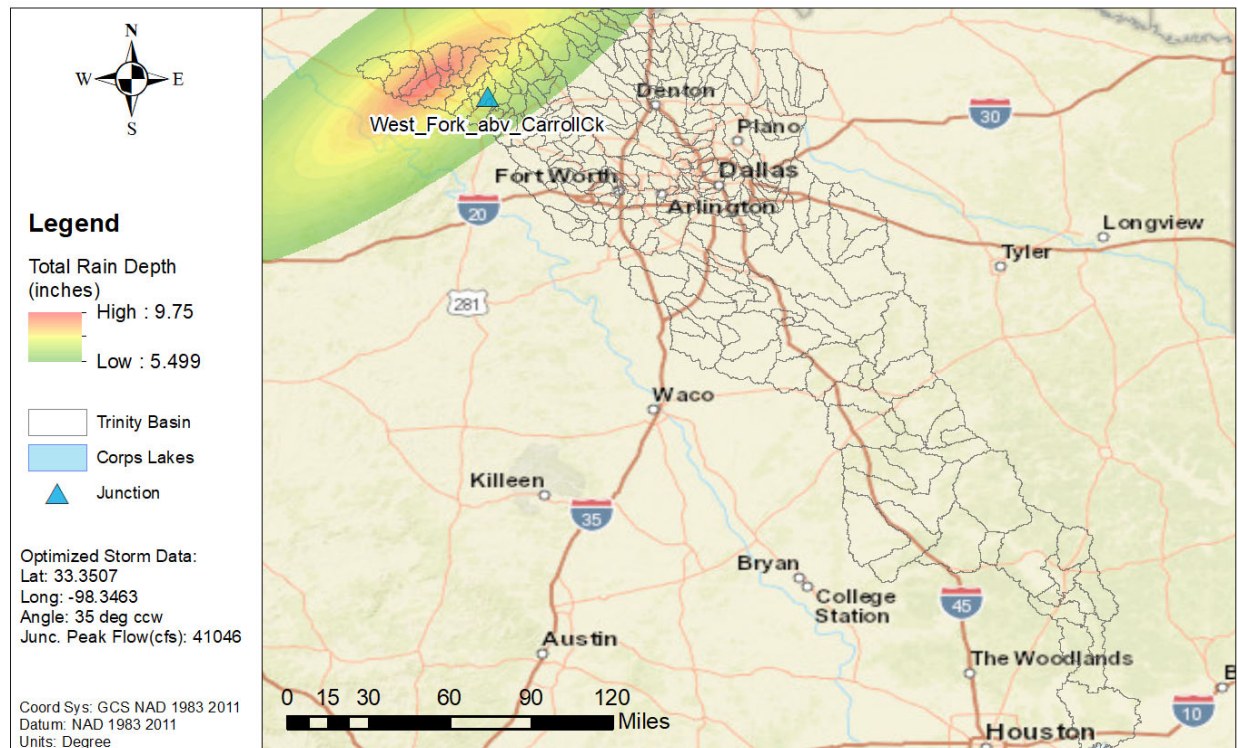 N
W
E
S
Legend
Total Rain Depth
(inches)
High : 9.75
Low : 5.499
Trinity Basin
Corps Lakes
Junction
Optimized Storm Data:
Lat: 33.3507
Long: -98.3463
Angle: 35 deg ccw
Junc. Peak Flow(cfs): 41046
Coord Sys: GCS NAD 1983 2011
Datum: NAD 1983 2011
Units: Degree
West_Fork_abv_CarrollCk
Denton
Plano
30
Fort Worth
Dallas
Arlington
20
Longview
Tyler
281
Waco
Killeen
35
Bryan
College
Station
45
Austin
The Woodlands
B
10
Houston
0 15 30 60 90 120
Miles